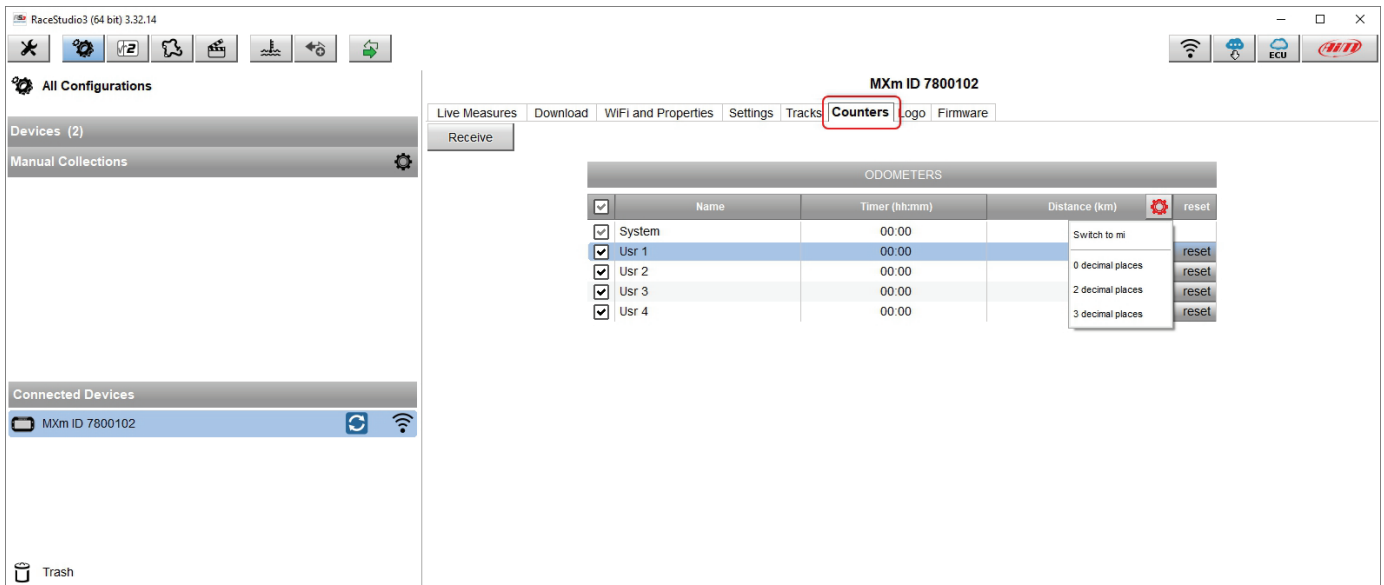 RaceStudio3 (64 bit) 3.32.14
√2
ECU
AiM
All Configurations
MXm ID 7800102
Live Measures Download WiFi and Properties Settings Tracks Counters Logo Firmware
Devices (2)
Receive
Manual Collections
ODOMETERS
Name Timer (hh:mm) Distance (km) reset
System 00:00
Usr 1 00:00 reset
Usr 2 00:00 reset
Usr 3 00:00 reset
Usr 4 00:00 reset
Switch to mi
0 decimal places
2 decimal places
3 decimal places
Connected Devices
MXm ID 7800102
Trash